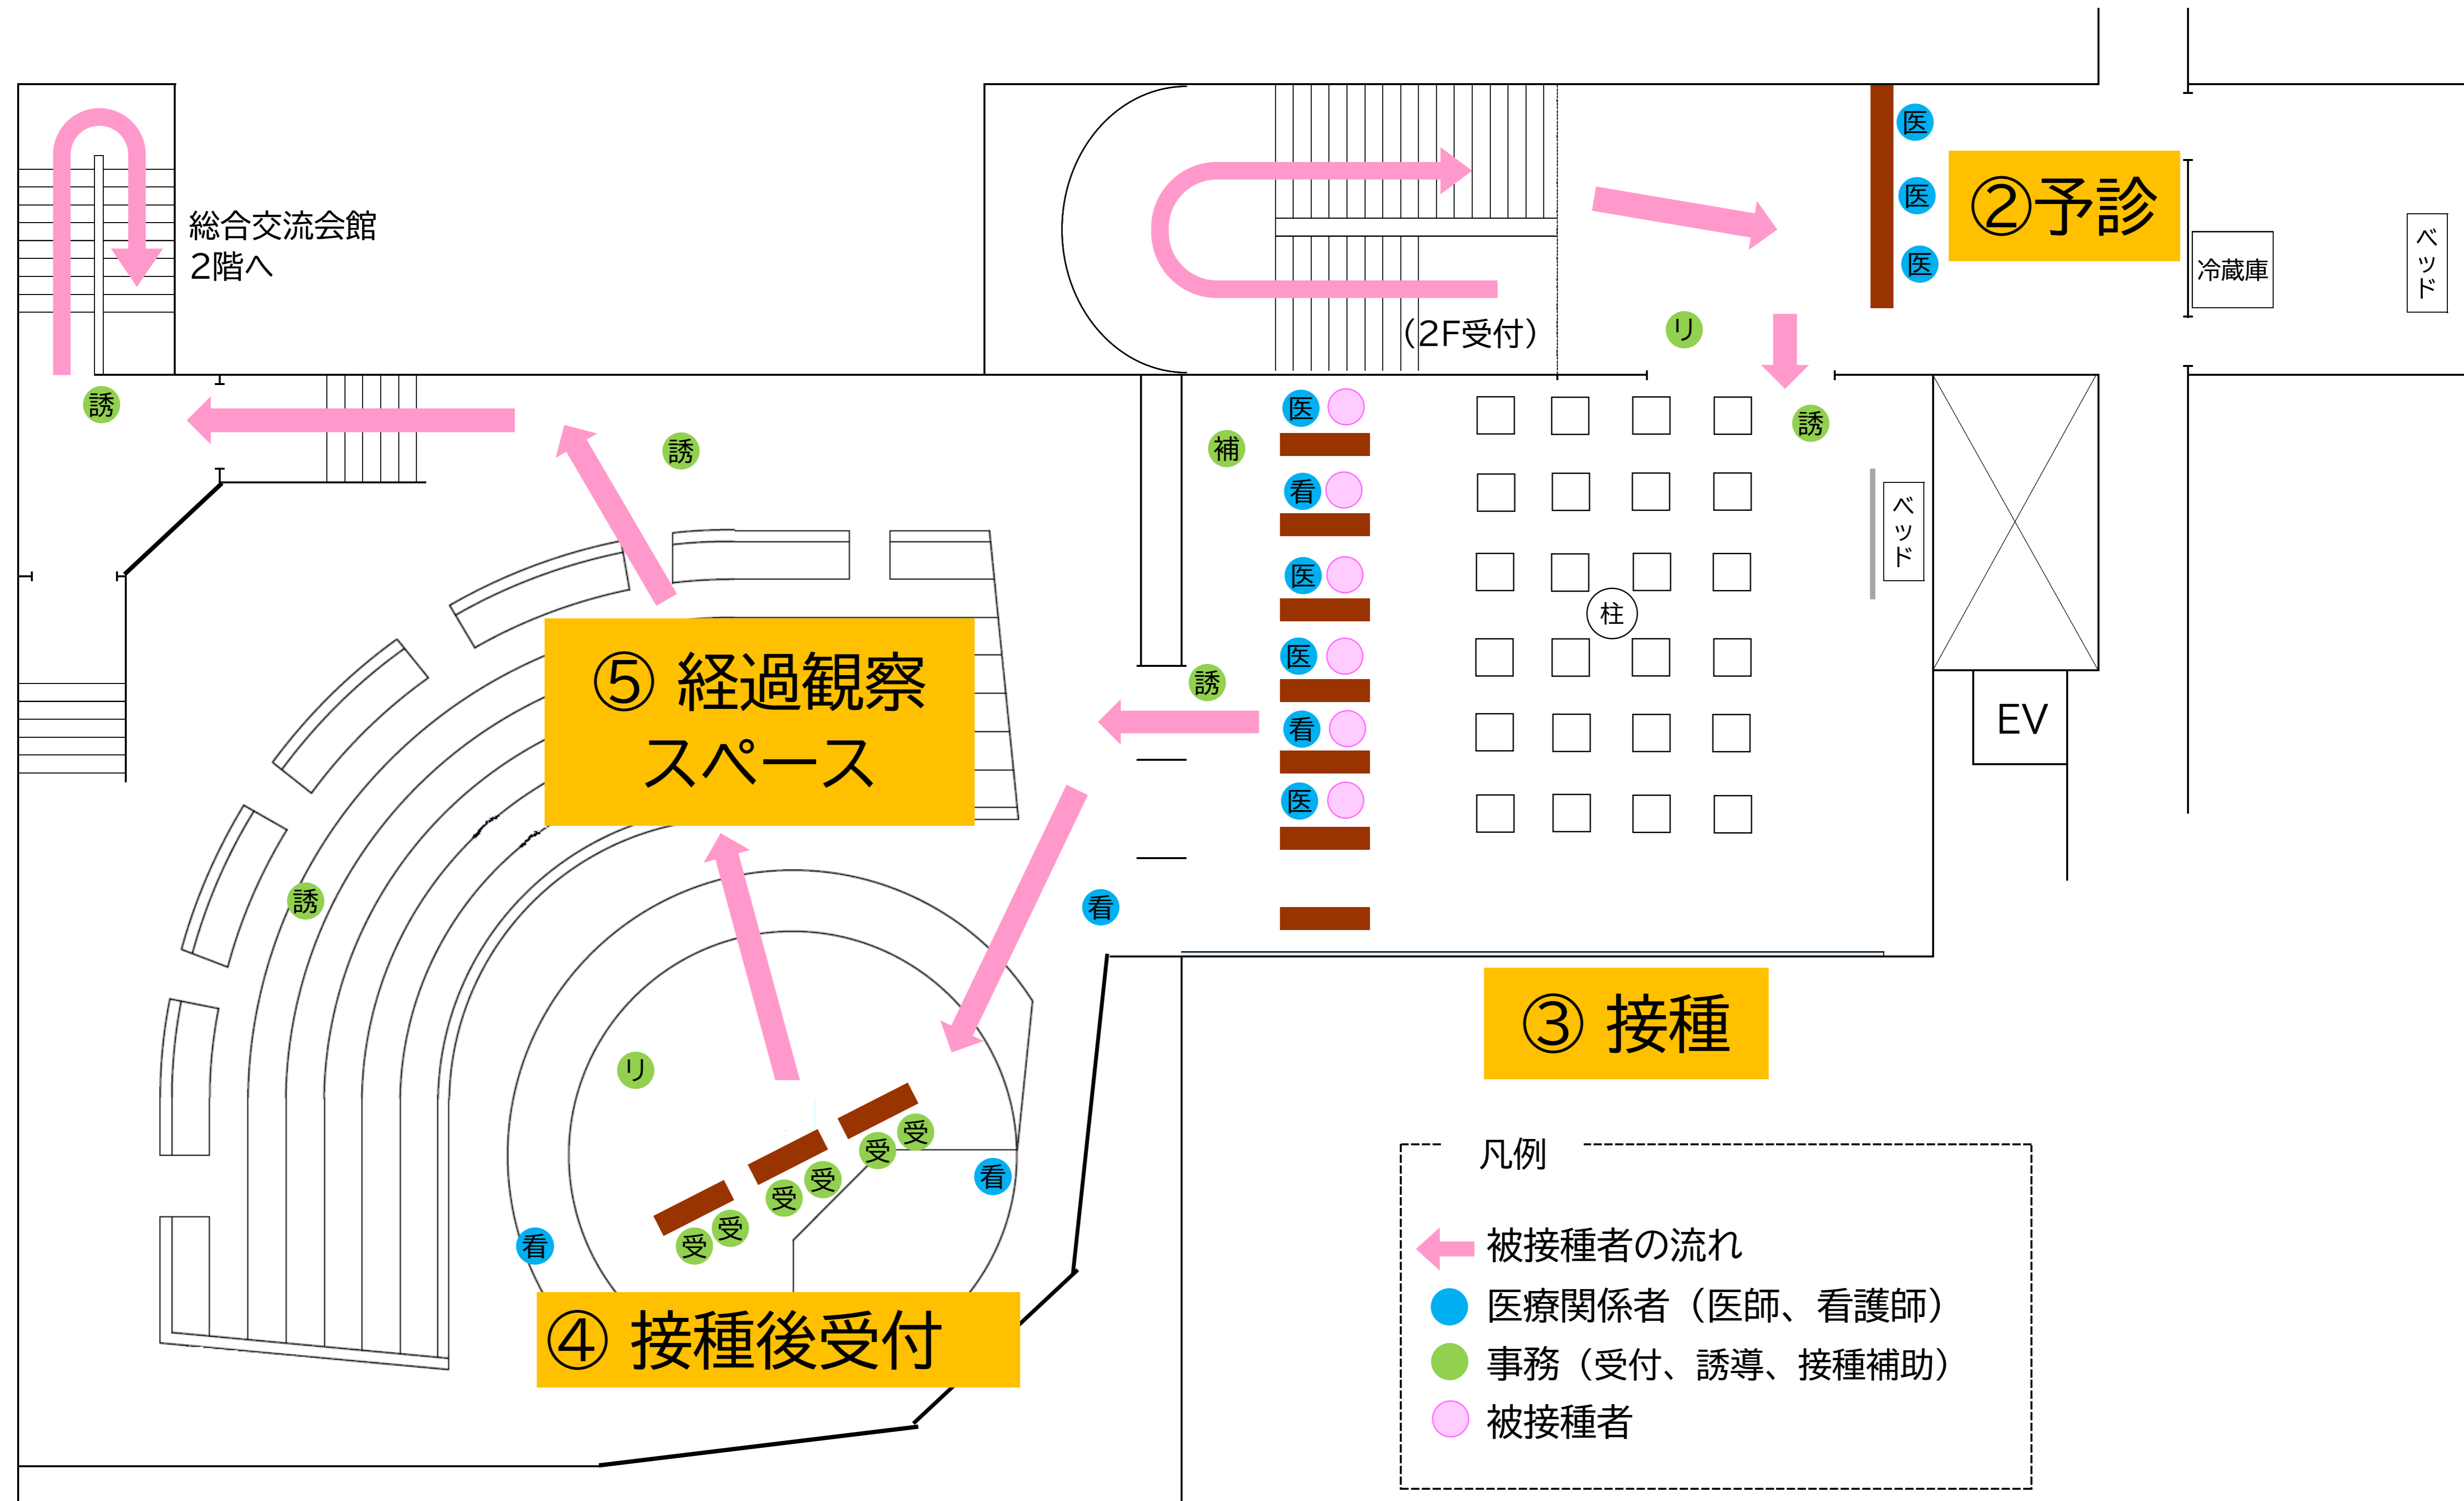 医
医
②予診
医
総合交流会館
2階へ
冷蔵庫
ベッド
(2F受付)
リ
誘
医
誘
誘
補
看
ベッド
医
柱
⑤ 経過観察
スペース
医
誘
看
EV
医
誘
看
③ 接種
リ
受
受
受
受
受
受
看
看
④ 接種後受付
凡例
被接種者の流れ
医療関係者（医師、看護師）
事務（受付、誘導、接種補助）
被接種者